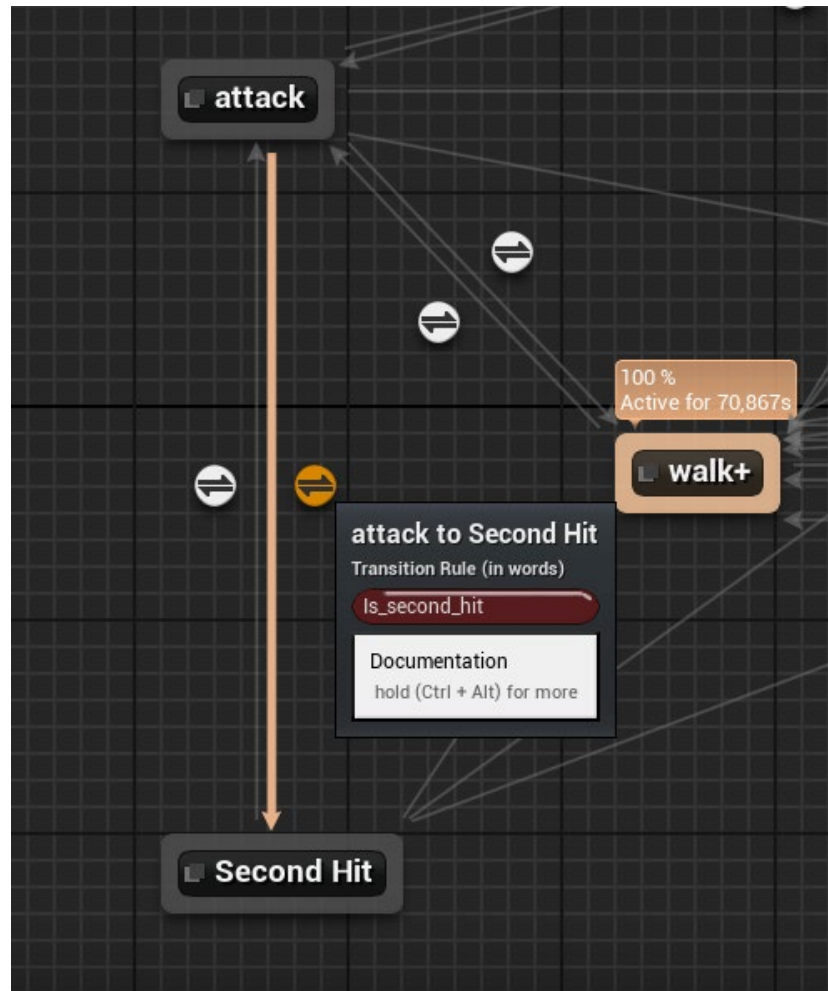 attack
100 %
Active for 70,867s
walk+
attack to Second Hit
Transition Rule (in words)
Is_second_hit
Documentation
hold (Ctrl + Alt) for more
Second Hit